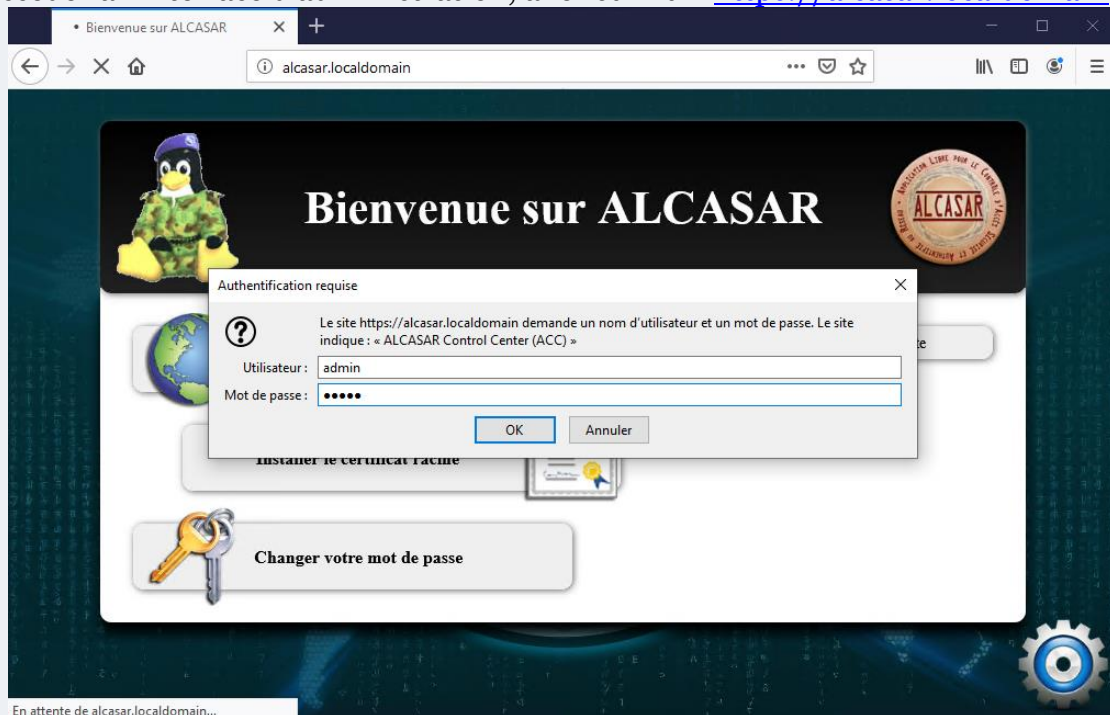 Bienvenue sur ALCASAR
alcasar.localdomain
Bienvenue sur ALCASAR
ALCASAR
Authentification requise
Le site https://alcasar.localdomain demande un nom d'utilisateur et un mot de passe. Le site
indique : « ALCASAR Control Center (ACC) »
Utilisateur : admin
Mot de passe : •••••
OK Annuler
Installer le certificat racine
Changer votre mot de passe
En attente de alcasar.localdomain...